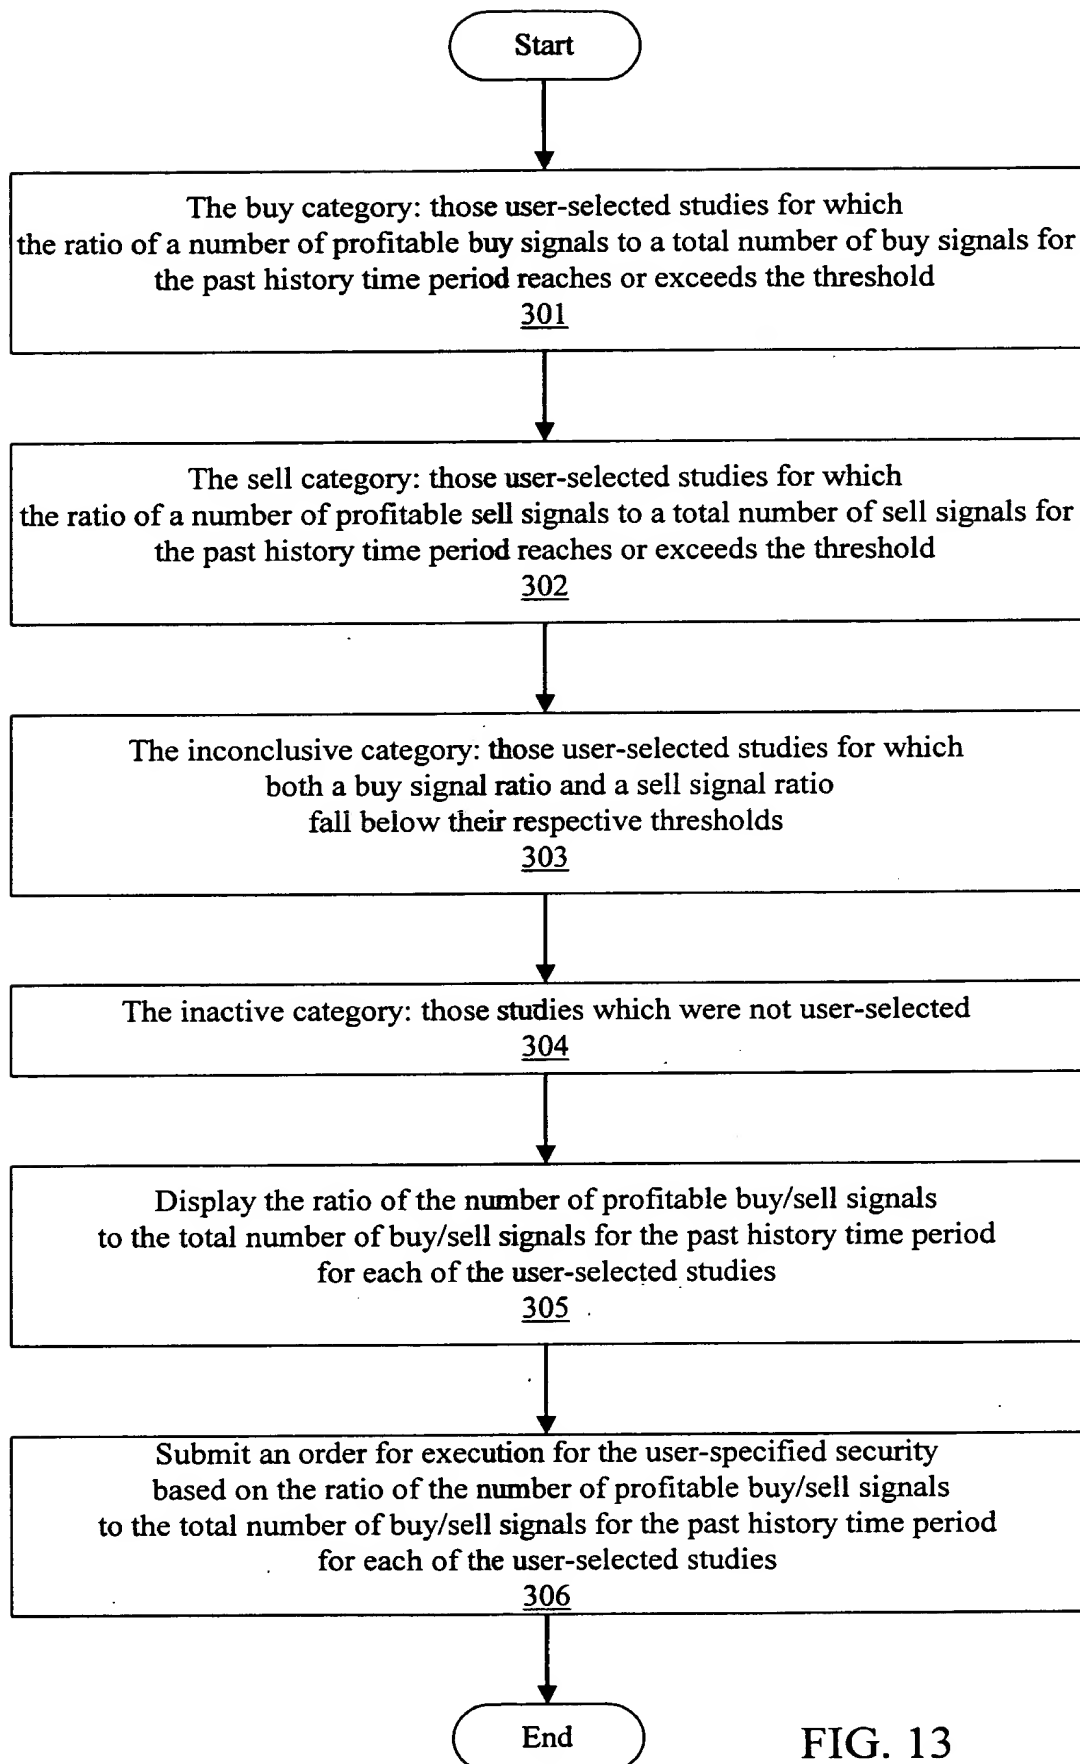 Start
The buy category: those user-selected studies for which
the ratio of a number of profitable buy signals to a total number of buy signals for
the past history time period reaches or exceeds the threshold
301
The sell category: those user-selected studies for which
the ratio of a number of profitable sell signals to a total number of sell signals for
the past history time period reaches or exceeds the threshold
302
The inconclusive category: those user-selected studies for which
both a buy signal ratio and a sell signal ratio
fall below their respective thresholds
303
The inactive category: those studies which were not user-selected
304
Display the ratio of the number of profitable buy/sell signals
to the total number of buy/sell signals for the past history time period
for each of the user-selected studies
305
Submit an order for execution for the user-specified security
based on the ratio of the number of profitable buy/sell signals
to the total number of buy/sell signals for the past history time period
for each of the user-selected studies
306
End
FIG. 13